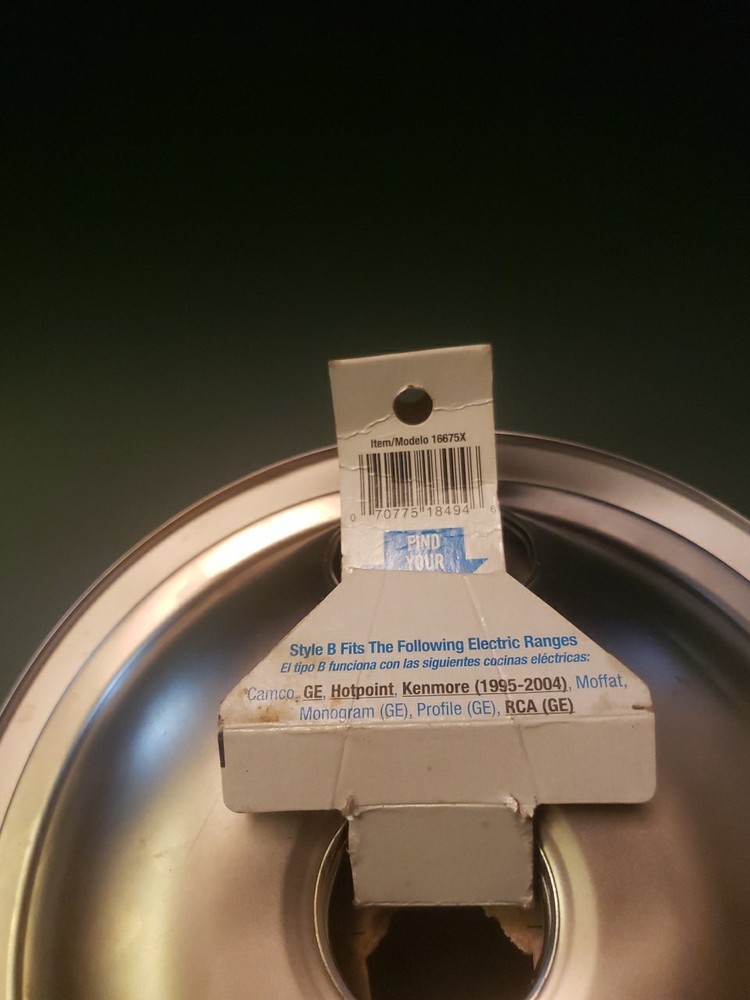 Item/Modelo 16675X
0 70775 18494 6
FIND
YOUR
Style B Fits The Following Electric Ranges
El tipo B funciona con las siguientes cocinas eléctricas:
Camco, GE, Hotpoint, Kenmore (1995-2004), Moffat,
Monogram (GE), Profile (GE), RCA (GE)